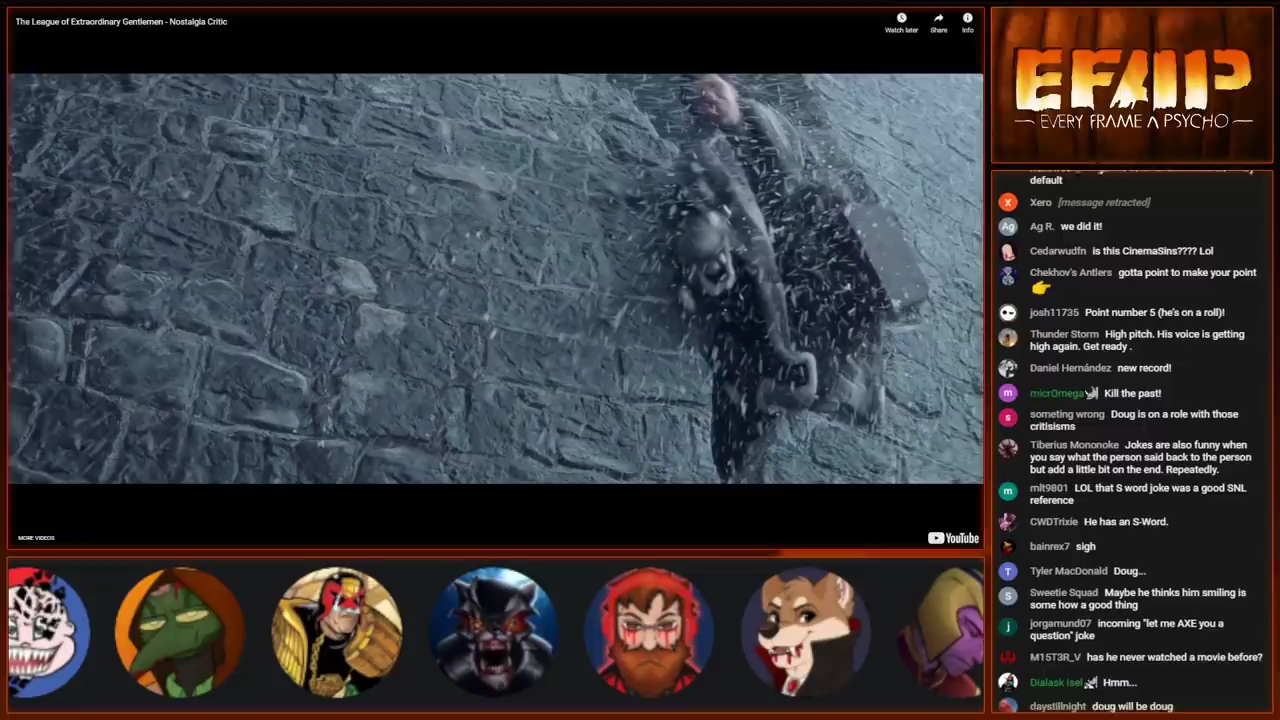 The League of Extraordinary Gentlemen - Nostalgia Critic
Watch later
Share
Info
MORE VIDEOS
YouTube
EFAP
EVERY FRAME A PSYCHO
default
X
Xero [message retracted]
Ag
Ag R. we did it!
Cedarwudfn is this CinemaSins???? Lol
Chekhov's Antlers gotta point to make your point
👉
josh11735 Point number 5 (he's on a roll)!
Thunder Storm High pitch. His voice is getting
high again. Get ready .
Daniel Hernández new record!
m
micrOmega Kill the past!
s
someting wrong Doug is on a role with those
critisisms
Tiberius Mononoke Jokes are also funny when
you say what the person said back to the person
but add a little bit on the end. Repeatedly.
m
mlt9801 LOL that S word joke was a good SNL
reference
CWDTrixie He has an S-Word.
bainrex7 sigh
T
Tyler MacDonald Doug...
S
Sweetie Squad Maybe he thinks him smiling is
some how a good thing
j
jorgamund07 incoming "let me AXE you a
question" joke
M15T3R_V has he never watched a movie before?
Dialask Isel Hmm...
daystillnight doug will be doug